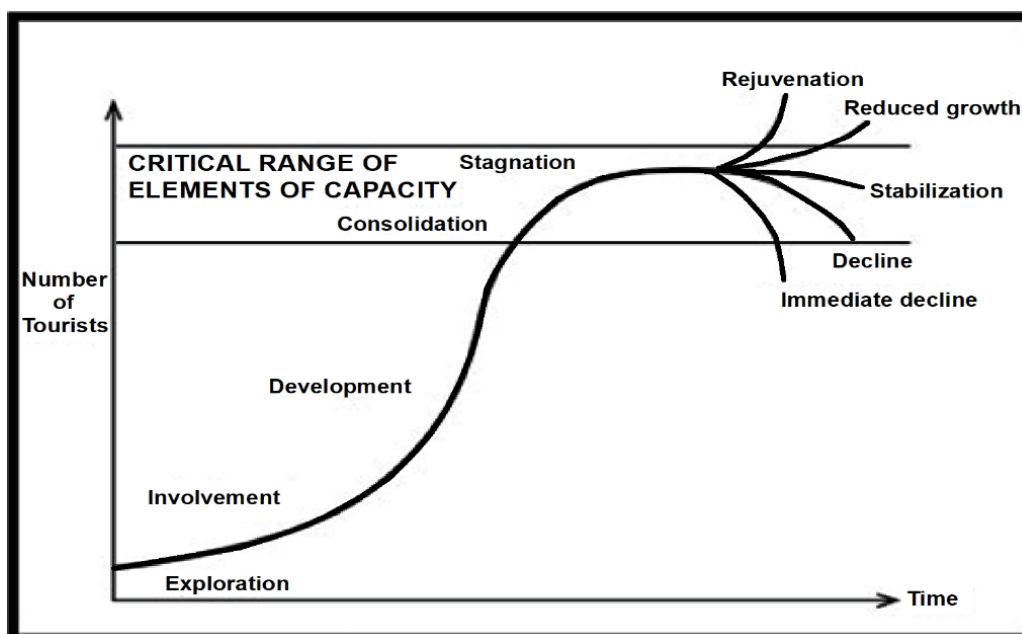 Rejuvenation
Reduced growth
CRITICAL RANGE OF
ELEMENTS OF CAPACITY
Stagnation
Stabilization
Consolidation
Decline
Number
of
Tourists
Immediate decline
Development
Involvement
Exploration
Time